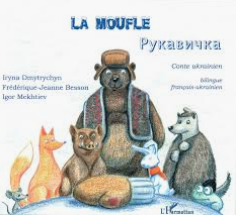 LA MOUFLE
Рукавичка
Conte ukrainien
Iryna Dmytrychyn
bilingue
Frédérique-Jeanne Besson
français-ukrainien
Igor Mekhtiev
L'Harmattan